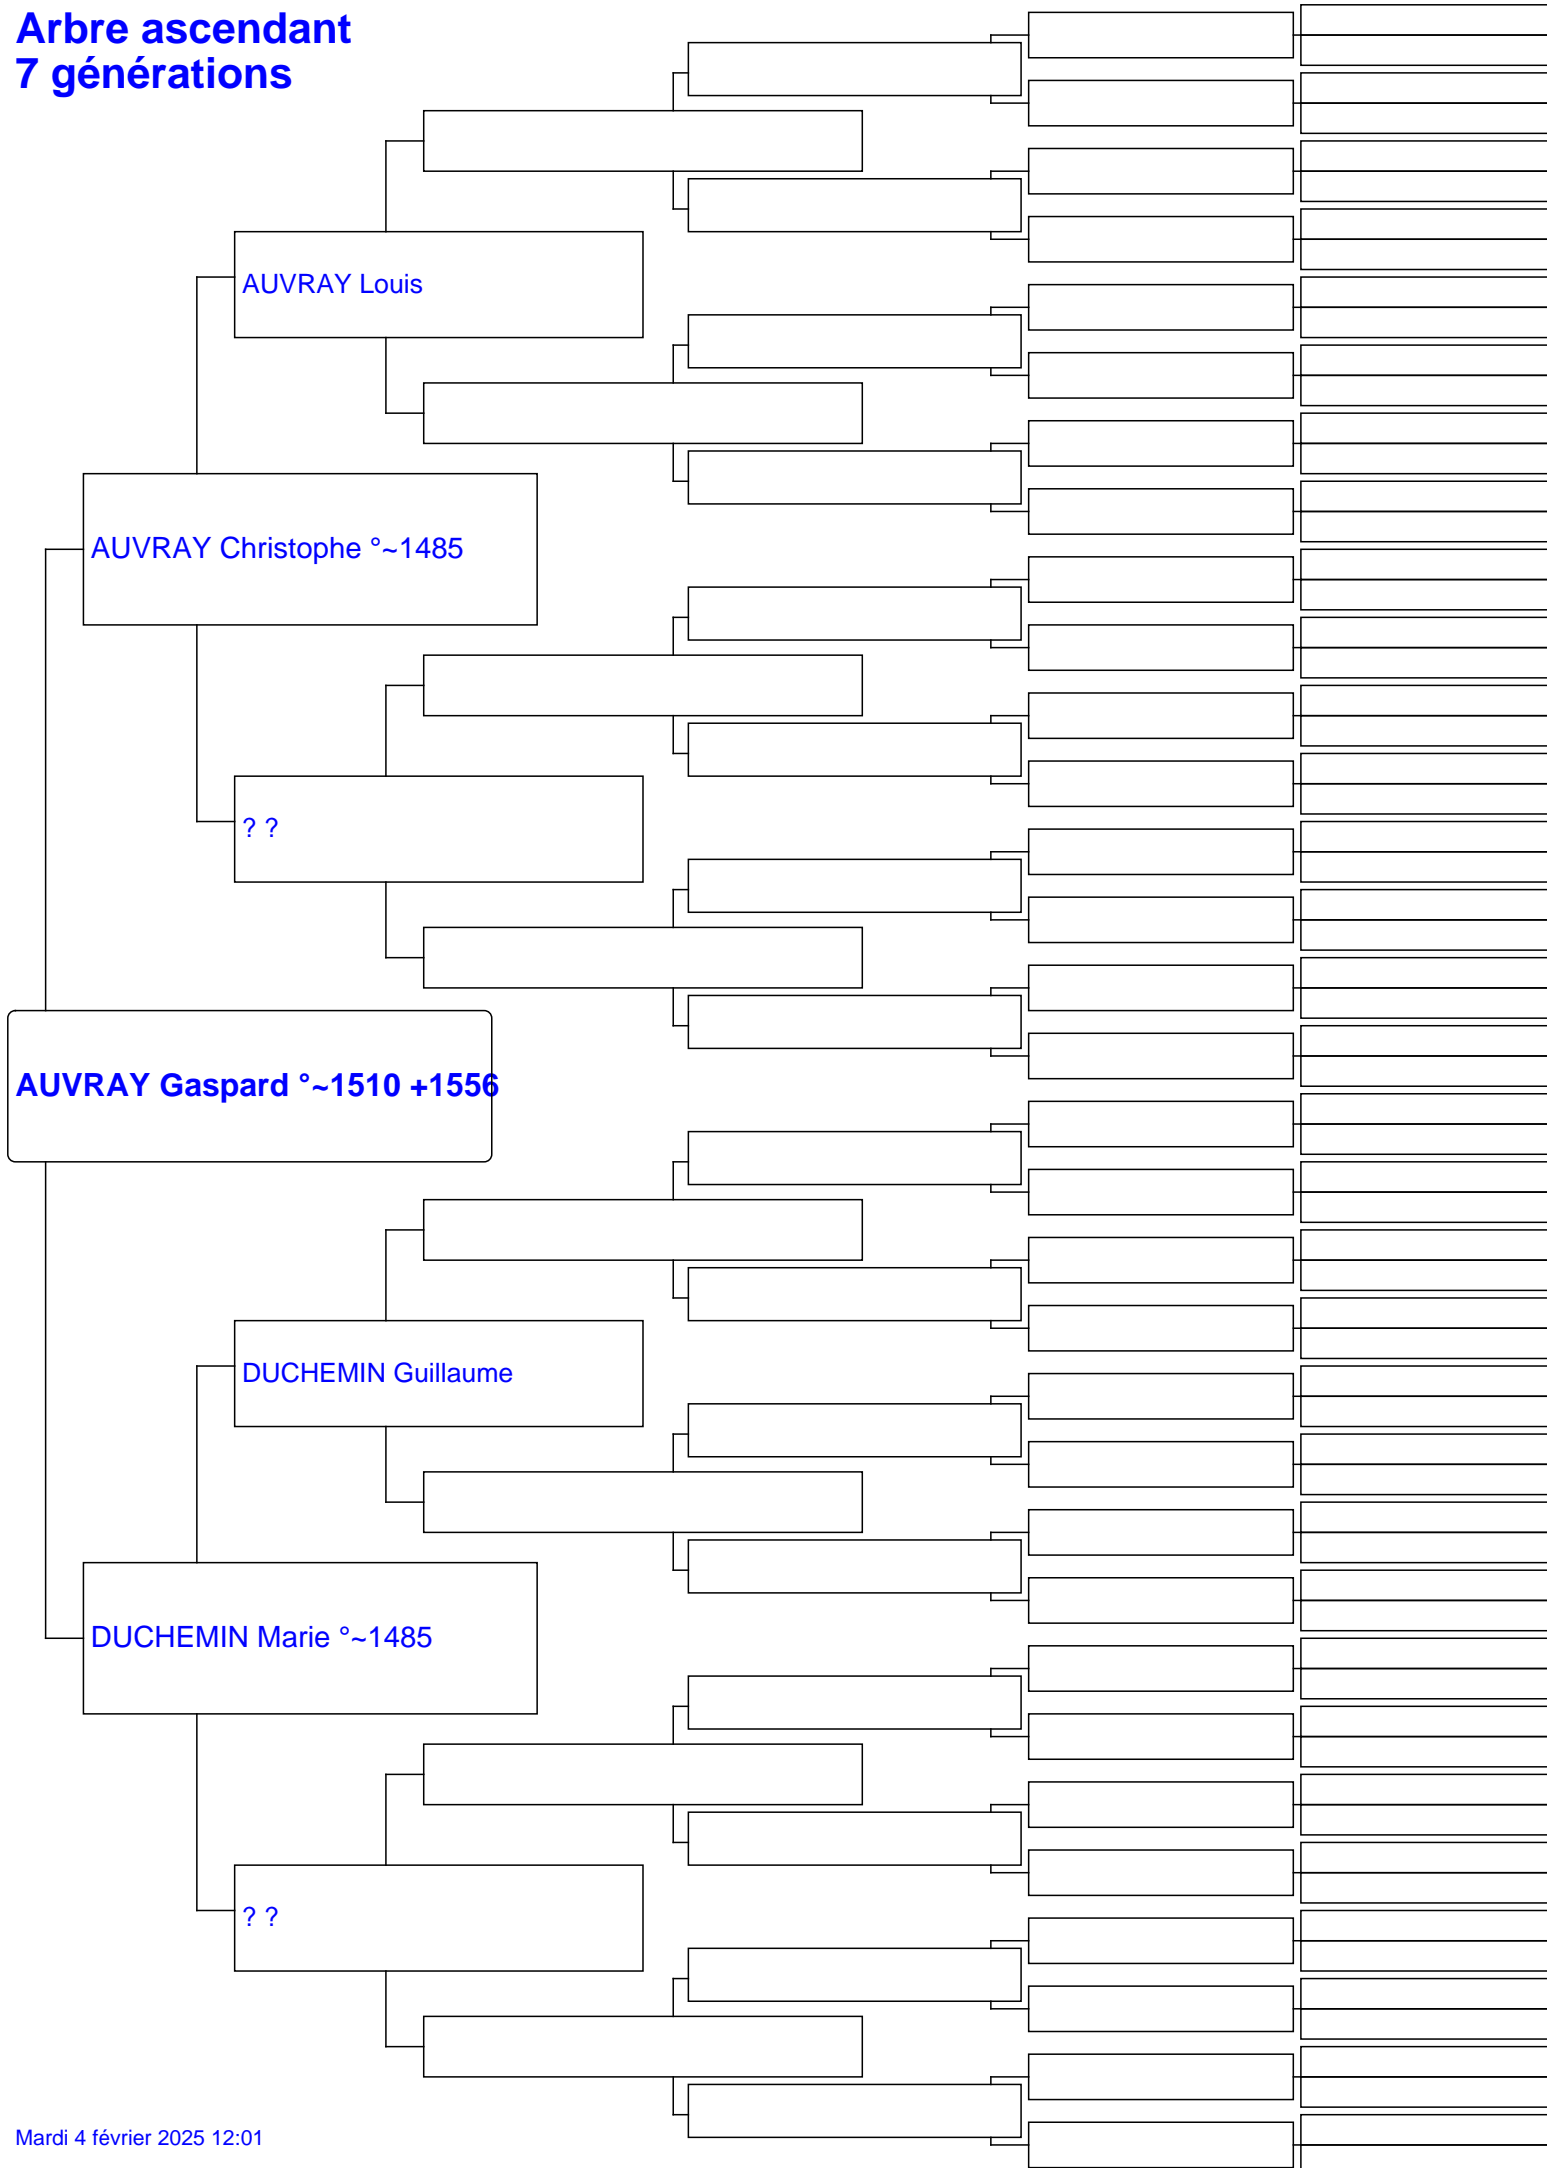 Arbre ascendant
7 générations
AUVRAY Louis
AUVRAY Christophe °~1485
? ?
AUVRAY Gaspard °~1510 +1556
DUCHEMIN Guillaume
DUCHEMIN Marie °~1485
? ?
Mardi 4 février 2025 12:01